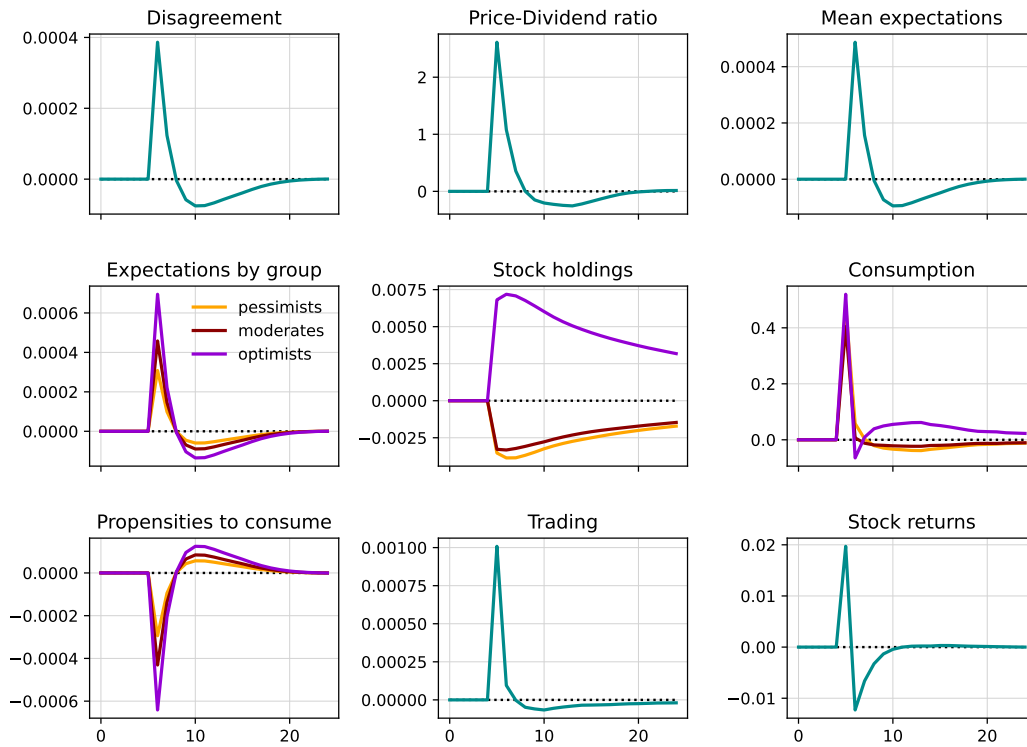 Disagreement
Price-Dividend ratio
Mean expectations
0.0004
0.0002
0.0000
2
1
0
0.0004
0.0002
0.0000
Expectations by group
Stock holdings
Consumption
0.0006
0.0004
0.0002
0.0000
pessimists
moderates
optimists
0.0075
0.0050
0.0025
0.0000
−0.0025
0.4
0.2
0.0
Propensities to consume
Trading
Stock returns
0.0000
−0.0002
−0.0004
−0.0006
0 10 20
0.00100
0.00075
0.00050
0.00025
0.00000
0 10 20
0.02
0.01
0.00
−0.01
0 10 20